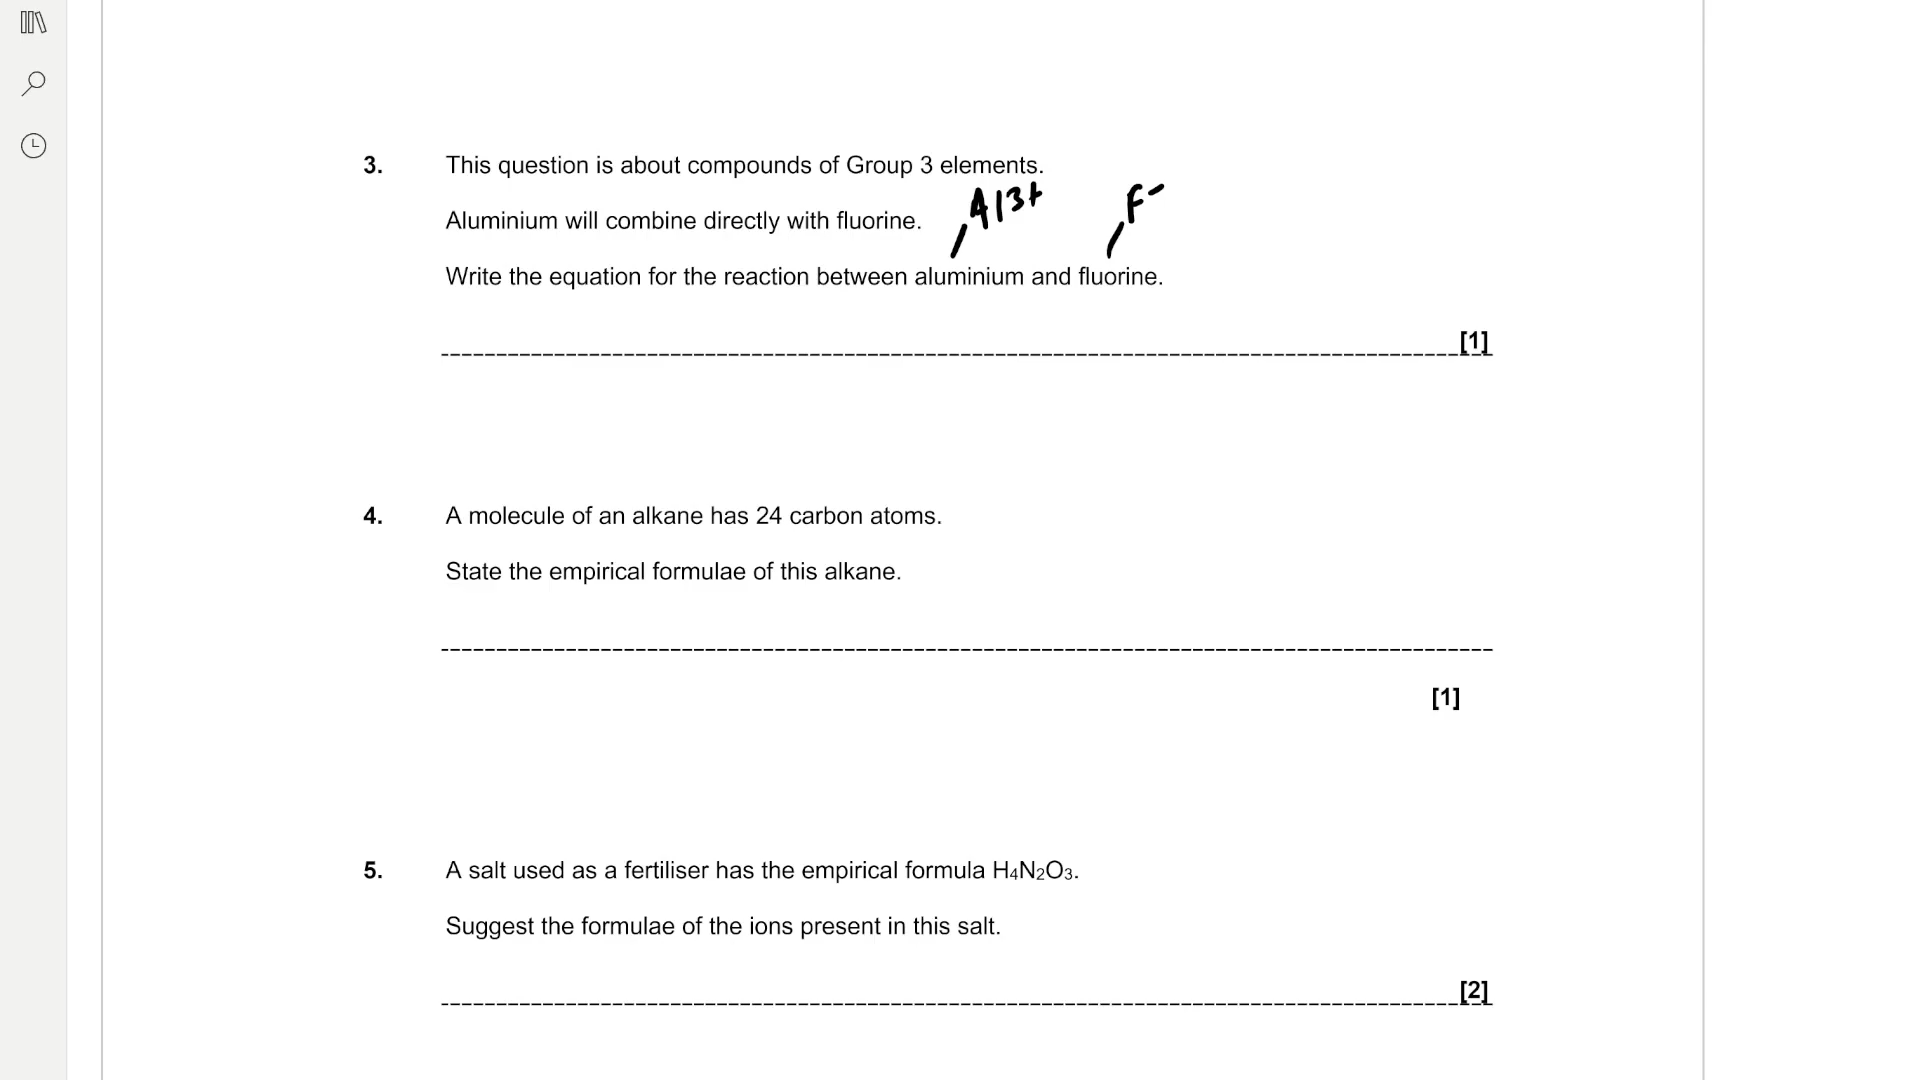 3. This question is about compounds of Group 3 elements.
Al3+ F-
Aluminium will combine directly with fluorine.
Write the equation for the reaction between aluminium and fluorine.
[1]
4. A molecule of an alkane has 24 carbon atoms.
State the empirical formulae of this alkane.
[1]
5. A salt used as a fertiliser has the empirical formula H4N2O3.
Suggest the formulae of the ions present in this salt.
[2]